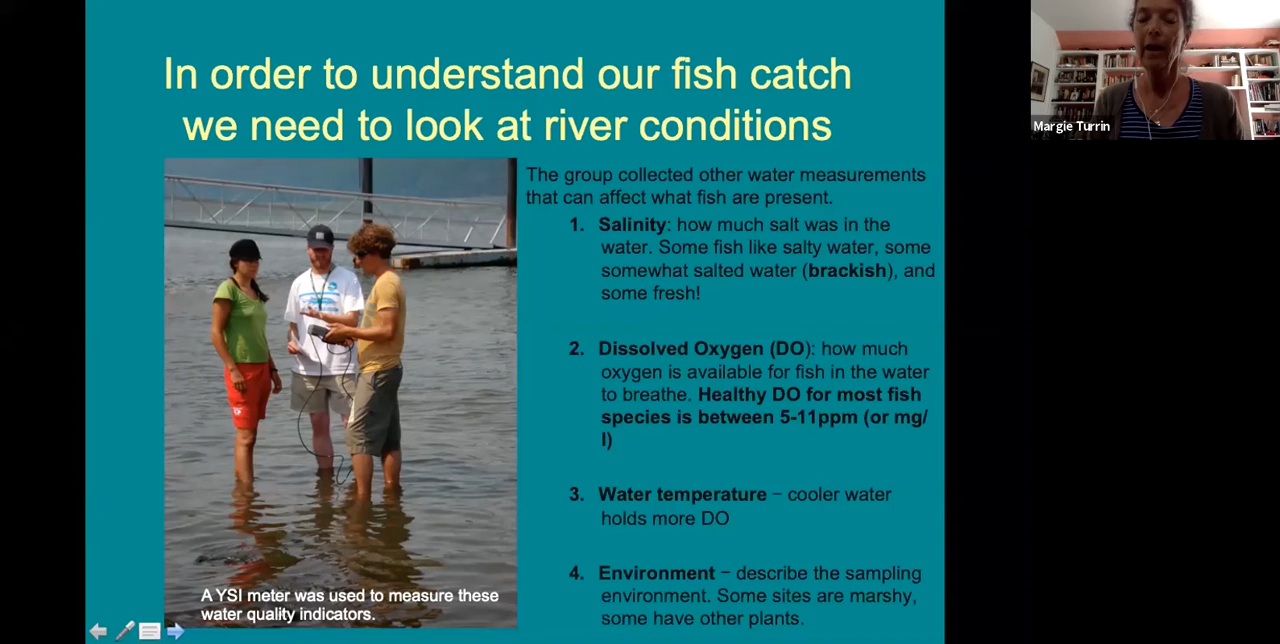 In order to understand our fish catch
we need to look at river conditions
Margie Turrin
The group collected other water measurements
that can affect what fish are present.
1. Salinity: how much salt was in the
water. Some fish like salty water, some
somewhat salted water (brackish), and
some fresh!
2. Dissolved Oxygen (DO): how much
oxygen is available for fish in the water
to breathe. Healthy DO for most fish
species is between 5-11ppm (or mg/
l)
3. Water temperature – cooler water
holds more DO
4. Environment – describe the sampling
environment. Some sites are marshy,
some have other plants.
A YSI meter was used to measure these
water quality indicators.